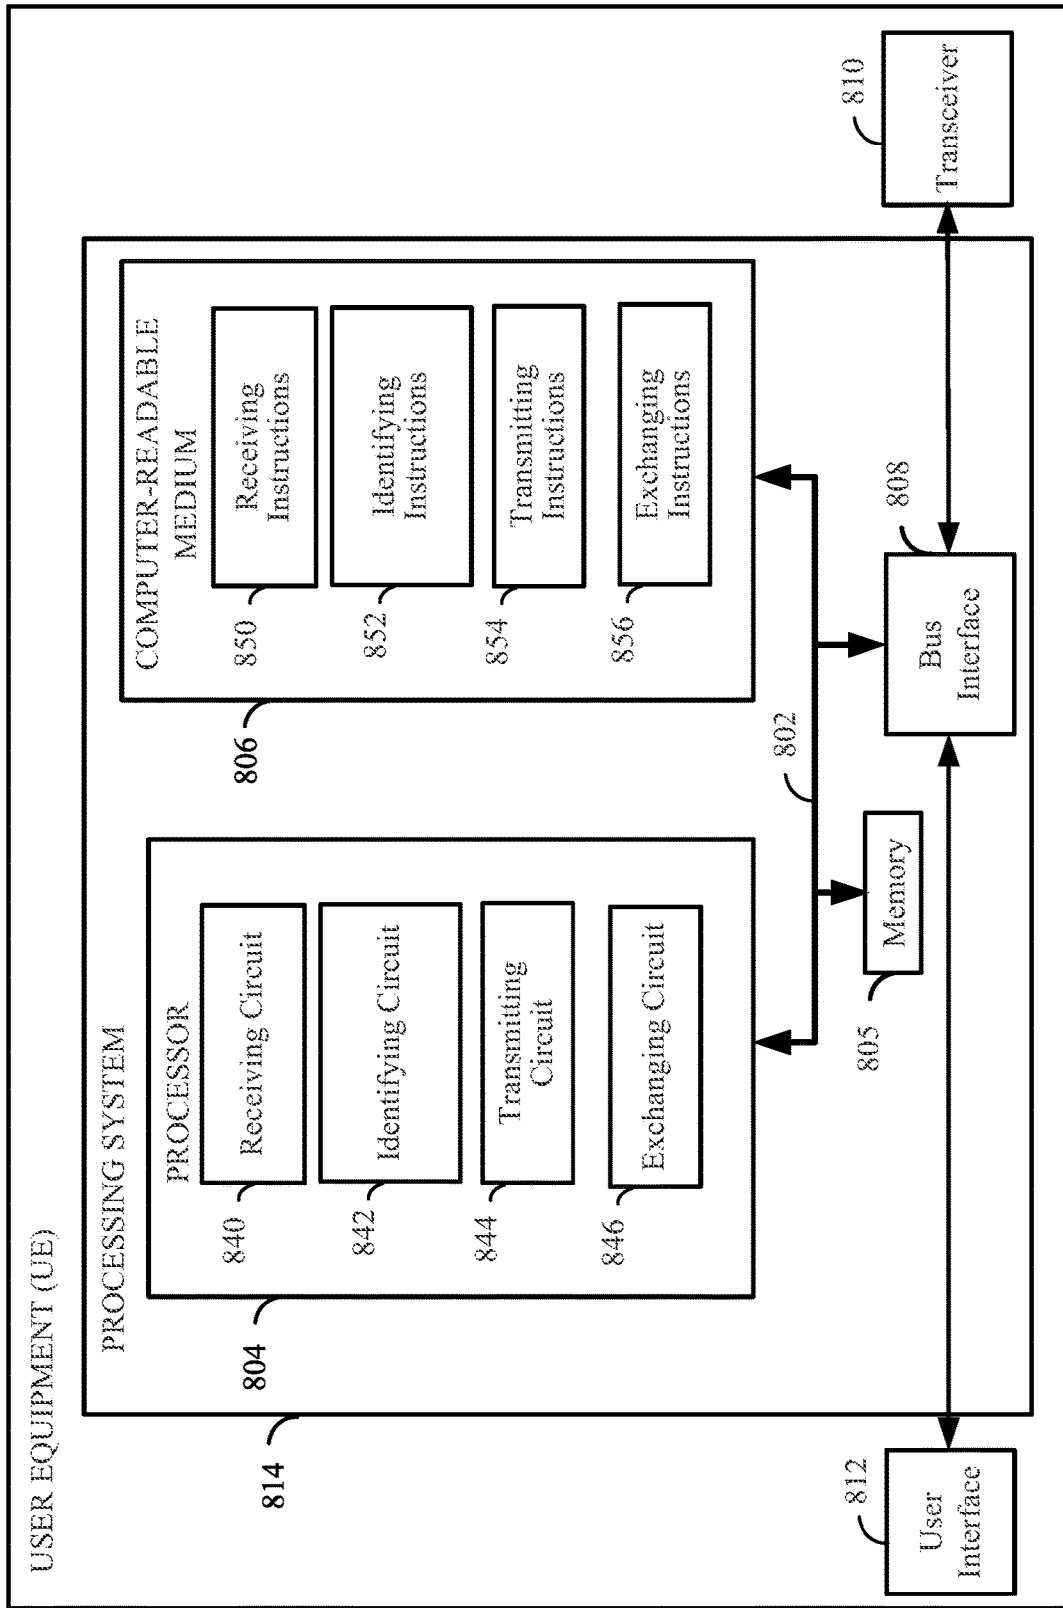 USER EQUIPMENT (UE)
PROCESSING SYSTEM
814
PROCESSOR
804
840
Receiving Circuit
842
Identifying Circuit
844
Transmitting
Circuit
846
Exchanging Circuit
COMPUTER-READABLE
MEDIUM
806
850
Receiving
Instructions
852
Identifying
Instructions
854
Transmitting
Instructions
856
Exchanging
Instructions
802
805
Memory
808
Bus
Interface
812
User
Interface
810
Transceiver